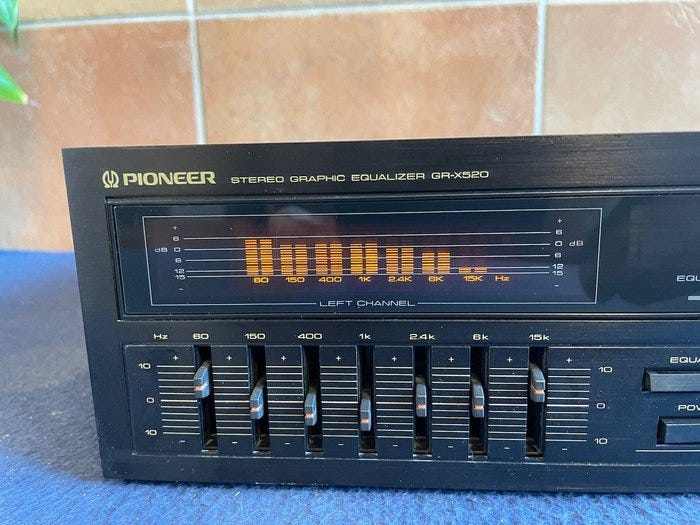 PIONEER STEREO GRAPHIC EQUALIZER GR-X520
+ +
6 6
dB 0 0 dB
6 6
12 12
15 15
- -
60 150 400 1K 2.4K 6K 15K Hz
LEFT CHANNEL
EQU
Hz 60 150 400 1k 2.4k 6k 15k
+ + + + + + + +
10 10
0 0
10 10
- - - - - - - -
EQUA
POW